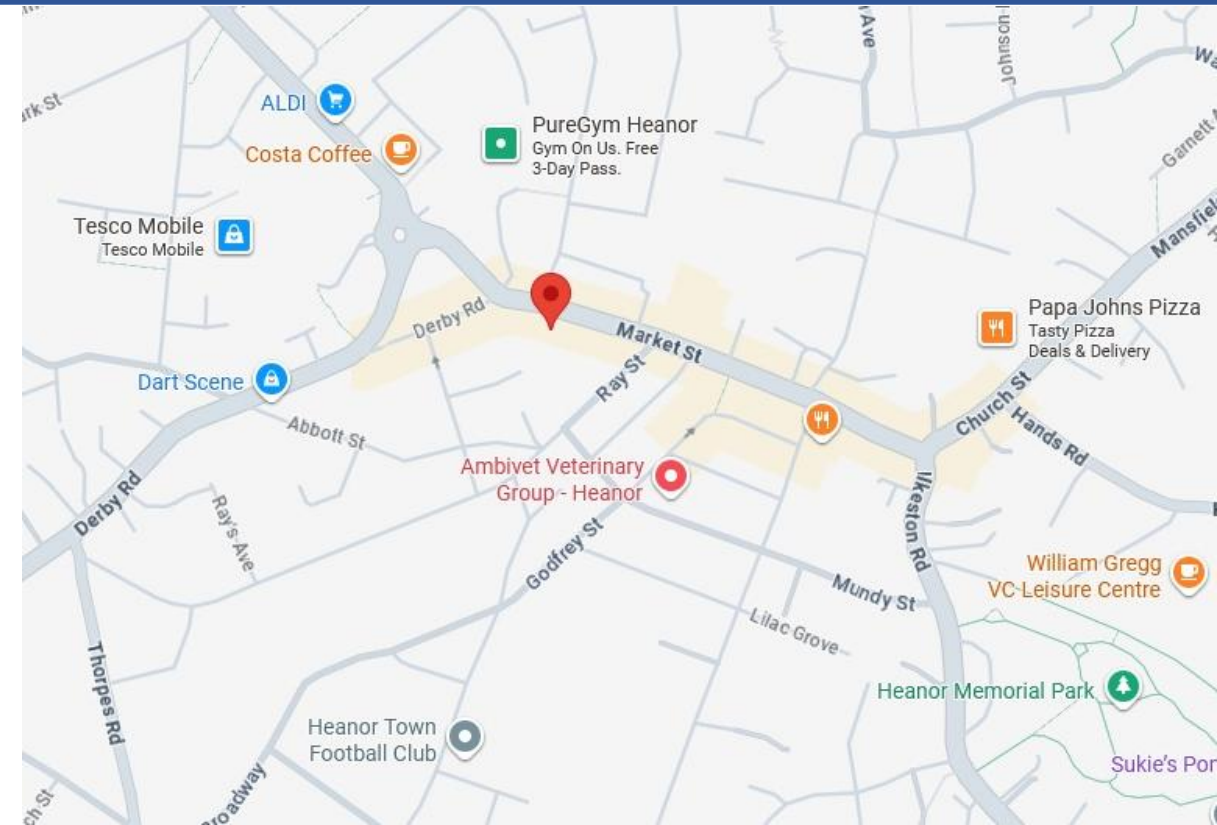 Ave
Johnson
ALDI
PureGym Heanor
Gym On Us. Free
3-Day Pass.
Costa Coffee
Garnett
Tesco Mobile
Tesco Mobile
Derby Rd
Market St
Papa Johns Pizza
Tasty Pizza
Deals & Delivery
Ray St
Dart Scene
Church St
Hands Rd
Abbott St
Ambivet Veterinary
Group - Heanor
Derby Rd
Ray's Ave
Ilkeston Rd
Godfrey St
William Gregg
VC Leisure Centre
Mundy St
Lilac Grove
Thorpes Rd
Heanor Memorial Park
Heanor Town
Football Club
Sukie's